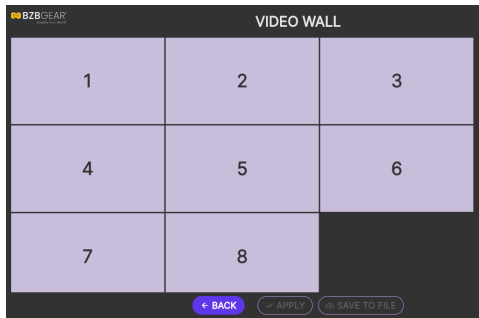 BZBGEAR
VIDEO WALL
1 2 3
4 5 6
7 8
← BACK APPLY SAVE TO FILE